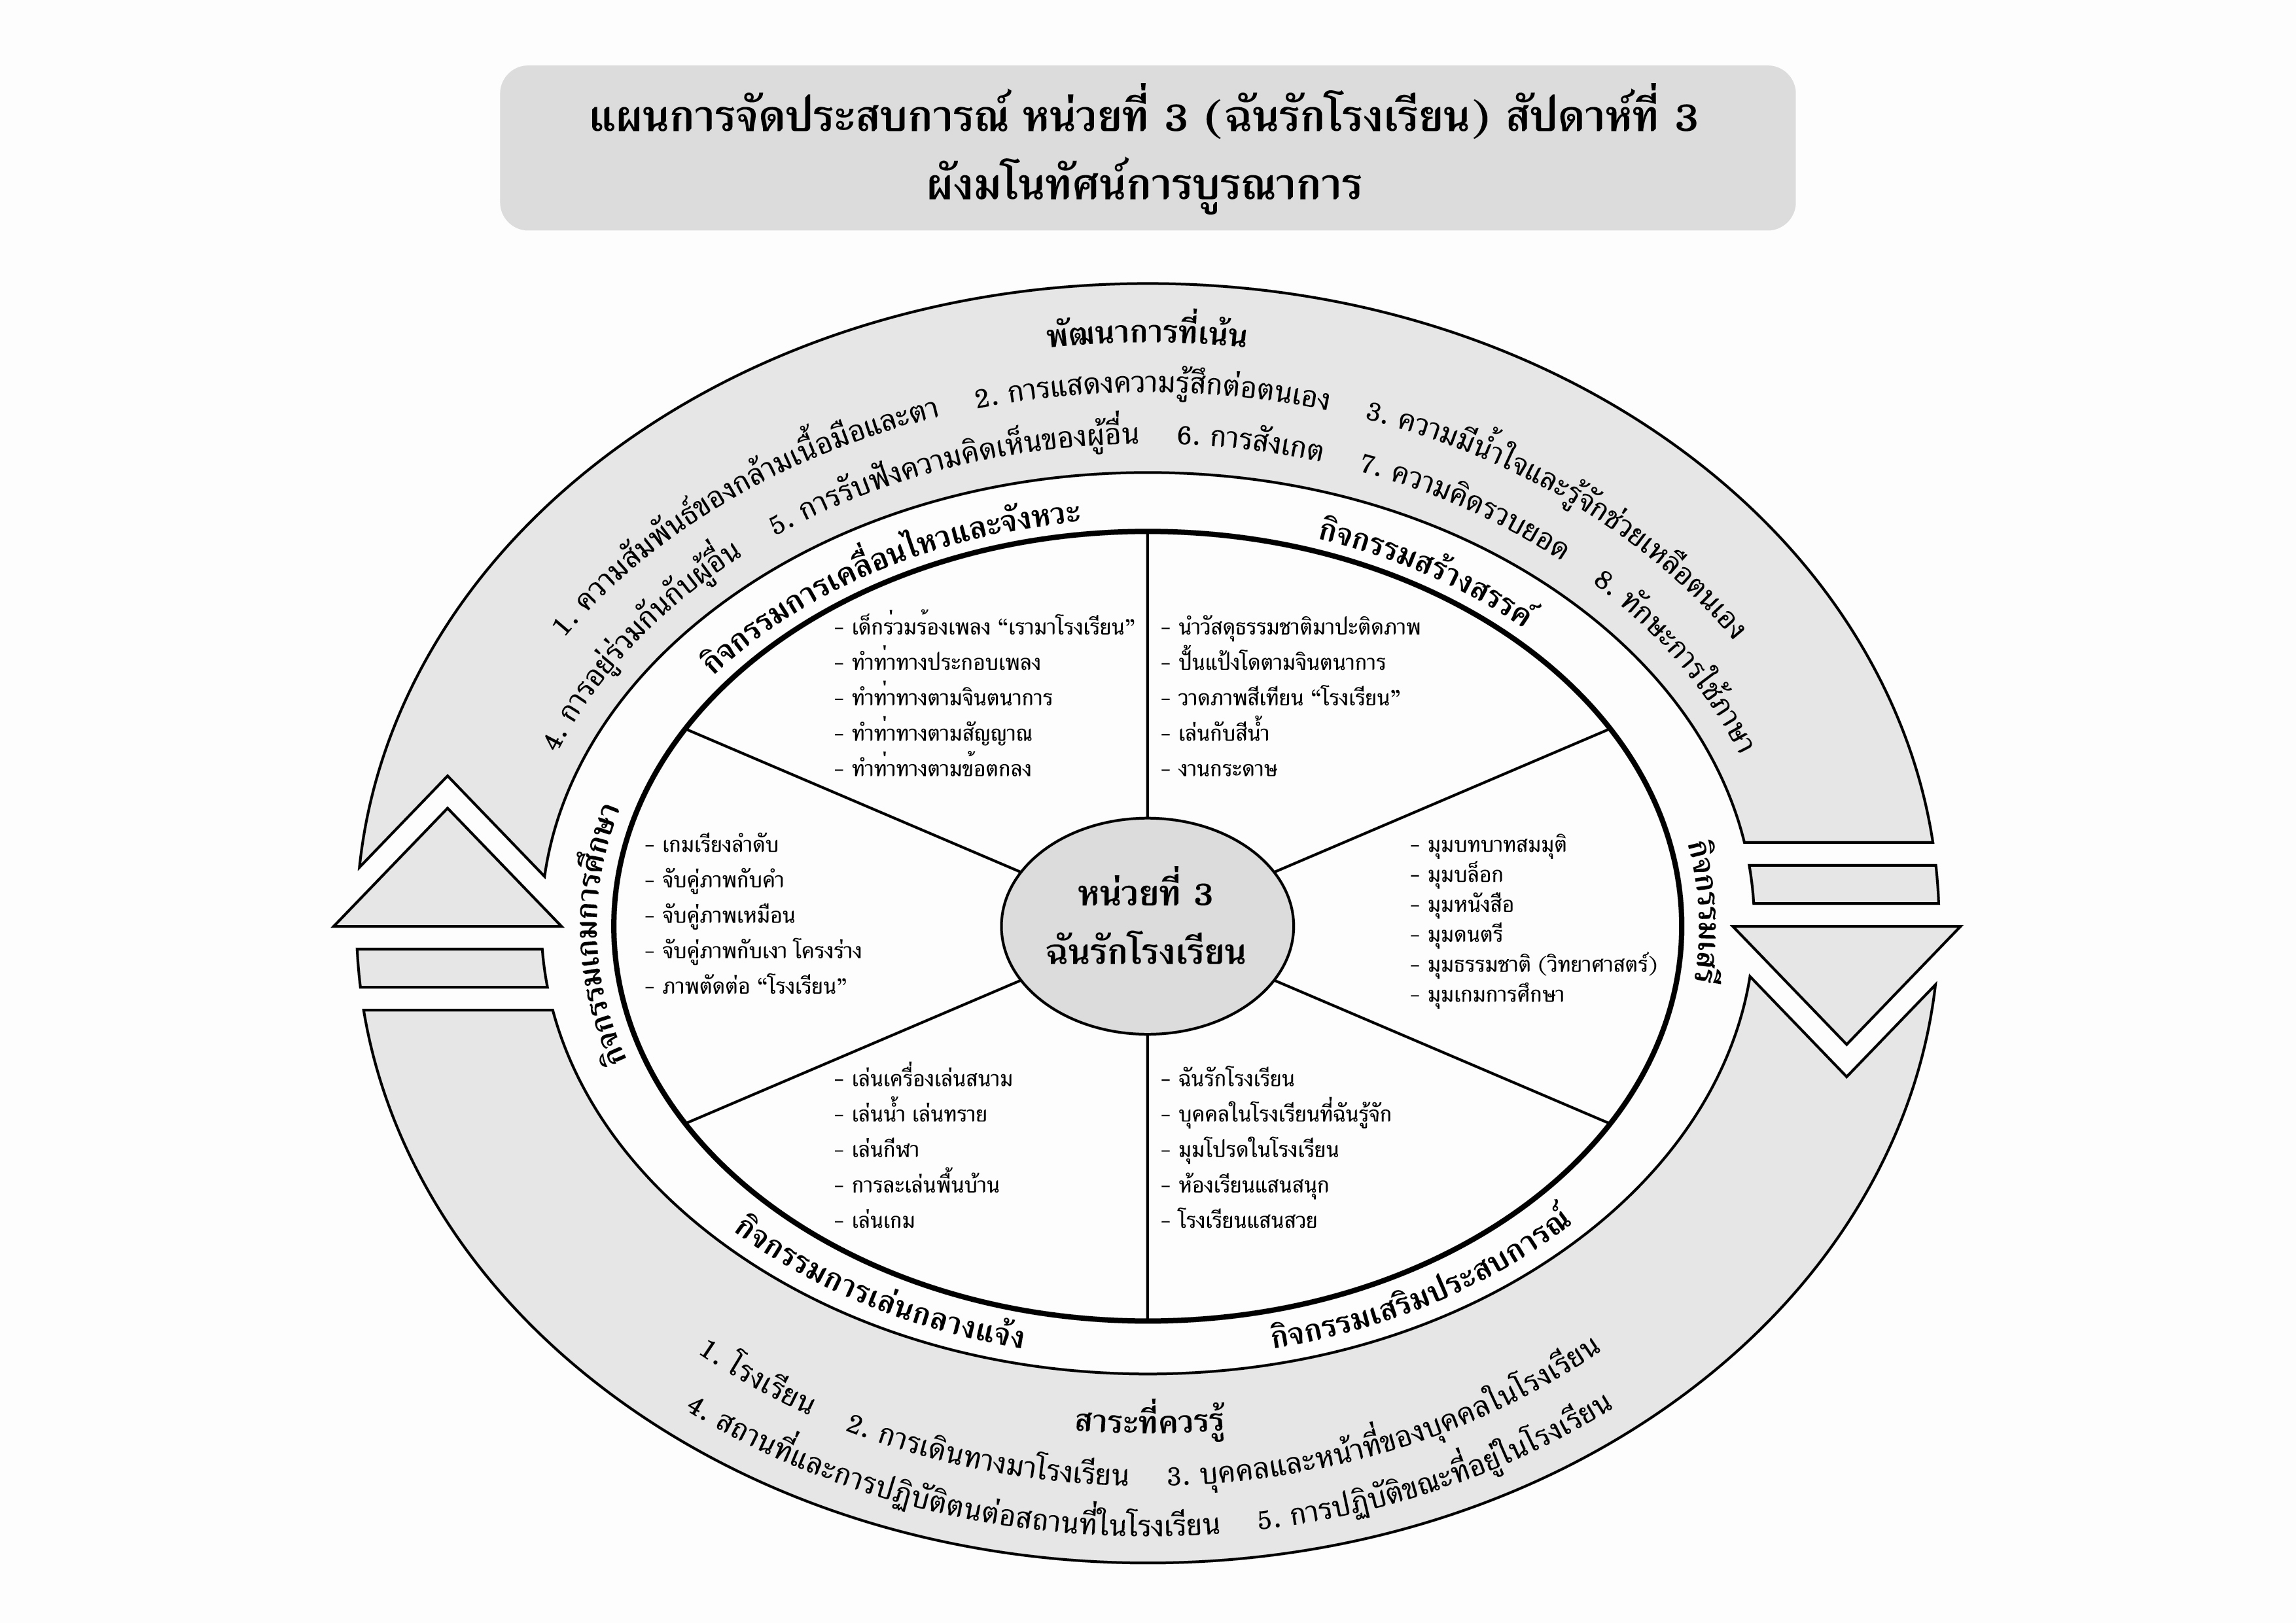 แผนการจัดประสบการณ์ หน่วยที่ 3 (ฉันรักโรงเรียน) สัปดาห์ที่ 3
ผังมโนทัศน์การบูรณาการ
พัฒนาการที่เน้น
1. ความสัมพันธ์ของกล้ามเนื้อมือและตา 2. การแสดงความรู้สึกต่อตนเอง 3. ความมีน้ำใจและรู้จักช่วยเหลือตนเอง
4. การอยู่ร่วมกันกับผู้อื่น 5. การรับฟังความคิดเห็นของผู้อื่น 6. การสังเกต 7. ความคิดรวบยอด 8. ทักษะการใช้ภาษา
กิจกรรมการเคลื่อนไหวและจังหวะ
- เด็กร่วมร้องเพลง “เรามาโรงเรียน”
- ทำท่าทางประกอบเพลง
- ทำท่าทางตามจินตนาการ
- ทำท่าทางตามสัญญาณ
- ทำท่าทางตามข้อตกลง
กิจกรรมสร้างสรรค์
- นำวัสดุธรรมชาติมาปะติดภาพ
- ปั้นแป้งโดตามจินตนาการ
- วาดภาพสีเทียน “โรงเรียน”
- เล่นกับสีน้ำ
- งานกระดาษ
กิจกรรมเกมการศึกษา
- เกมเรียงลำดับ
- จับคู่ภาพกับคำ
- จับคู่ภาพเหมือน
- จับคู่ภาพกับเงา โครงร่าง
- ภาพตัดต่อ “โรงเรียน”
หน่วยที่ 3
ฉันรักโรงเรียน
กิจกรรมเสรี
- มุมบทบาทสมมุติ
- มุมบล็อก
- มุมหนังสือ
- มุมดนตรี
- มุมธรรมชาติ (วิทยาศาสตร์)
- มุมเกมการศึกษา
- เล่นเครื่องเล่นสนาม
- เล่นน้ำ เล่นทราย
- เล่นกีฬา
- การละเล่นพื้นบ้าน
- เล่นเกม
กิจกรรมการเล่นกลางแจ้ง
- ฉันรักโรงเรียน
- บุคคลในโรงเรียนที่ฉันรู้จัก
- มุมโปรดในโรงเรียน
- ห้องเรียนแสนสนุก
- โรงเรียนแสนสวย
กิจกรรมเสริมประสบการณ์
สาระที่ควรรู้
1. โรงเรียน 2. การเดินทางมาโรงเรียน 3. บุคคลและหน้าที่ของบุคคลในโรงเรียน
4. สถานที่และการปฏิบัติตนต่อสถานที่ในโรงเรียน 5. การปฏิบัติขณะที่อยู่ในโรงเรียน